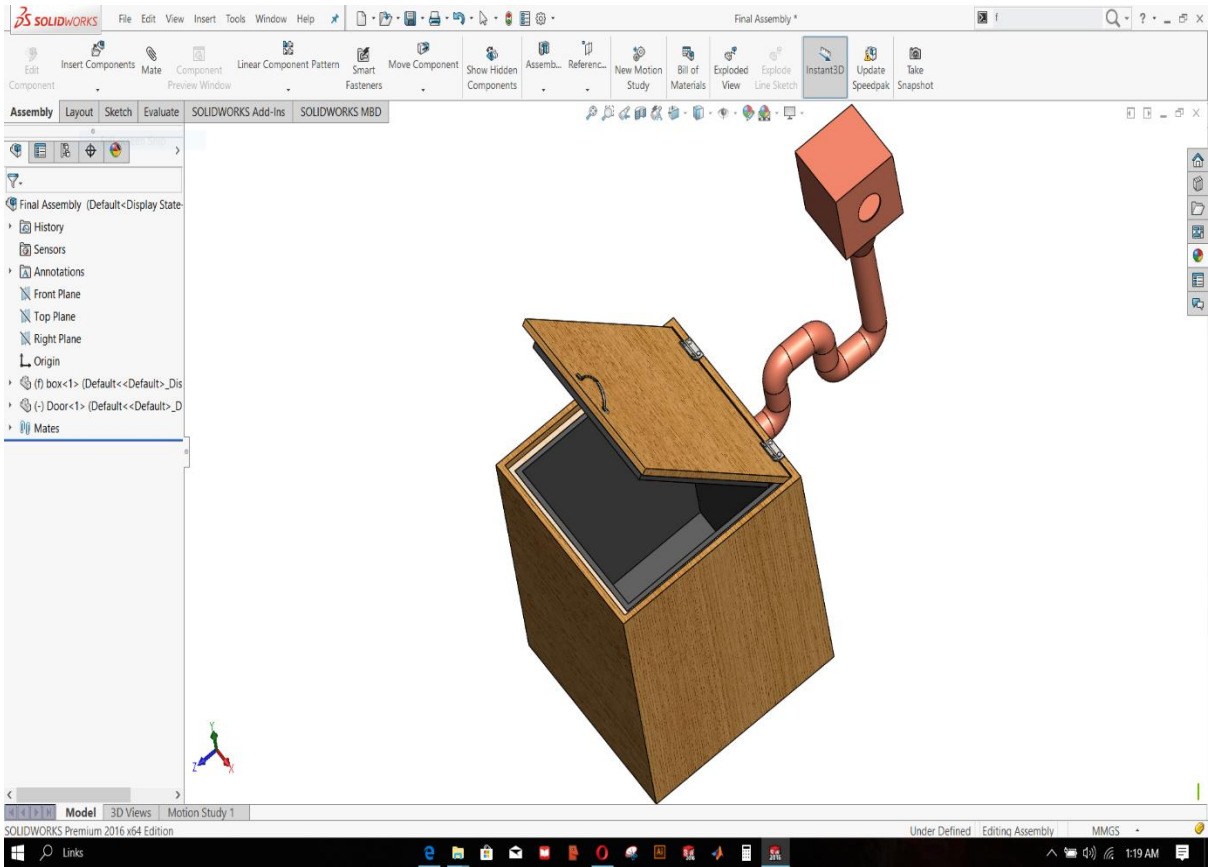 SOLIDWORKS File Edit View Insert Tools Window Help Final Assembly * f ?
Edit Component
Insert Components
Mate
Component Preview Window
Linear Component Pattern
Smart Fasteners
Move Component
Show Hidden Components
Assemb...
Referenc...
New Motion Study
Bill of Materials
Exploded View
Explode Line Sketch
Instant3D
Update Speedpak
Take Snapshot
Assembly Layout Sketch Evaluate SOLIDWORKS Add-Ins SOLIDWORKS MBD
Final Assembly (Default<Display State-
History
Sensors
Annotations
Front Plane
Top Plane
Right Plane
Origin
(f) box<1> (Default<<Default>_Dis
(-) Door<1> (Default<<Default>_D
Mates
Y
Z X
Model 3D Views Motion Study 1
SOLIDWORKS Premium 2016 x64 Edition Under Defined Editing Assembly MMGS
Links 1:19 AM